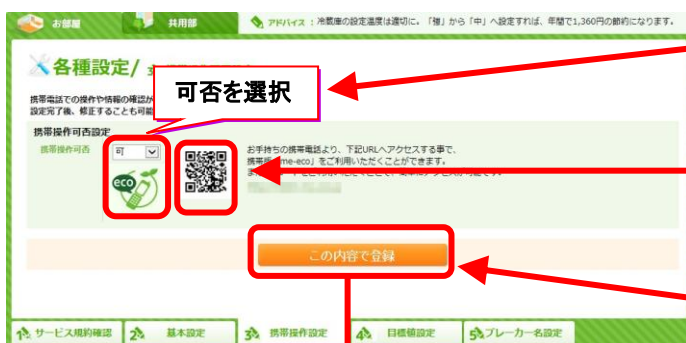 お部屋
共用部
アドバイス：冷蔵庫の設定温度は適切に。「強」から「中」へ設定すれば、年間で1,360円の節約になります。
各種設定/ 3
可否を選択
携帯電話での操作や情報の確認が
設定完了後、修正することも可能
携帯操作可否設定
携帯操作可否
可
eco
お手持ちの携帯電話より、下記URLへアクセスする事で、
me-eco」をご利用いただくことができます。
この内容で登録
1 サービス規約確認
2 基本設定
3 携帯操作設定
4 目標値設定
5 ブレーカー名設定